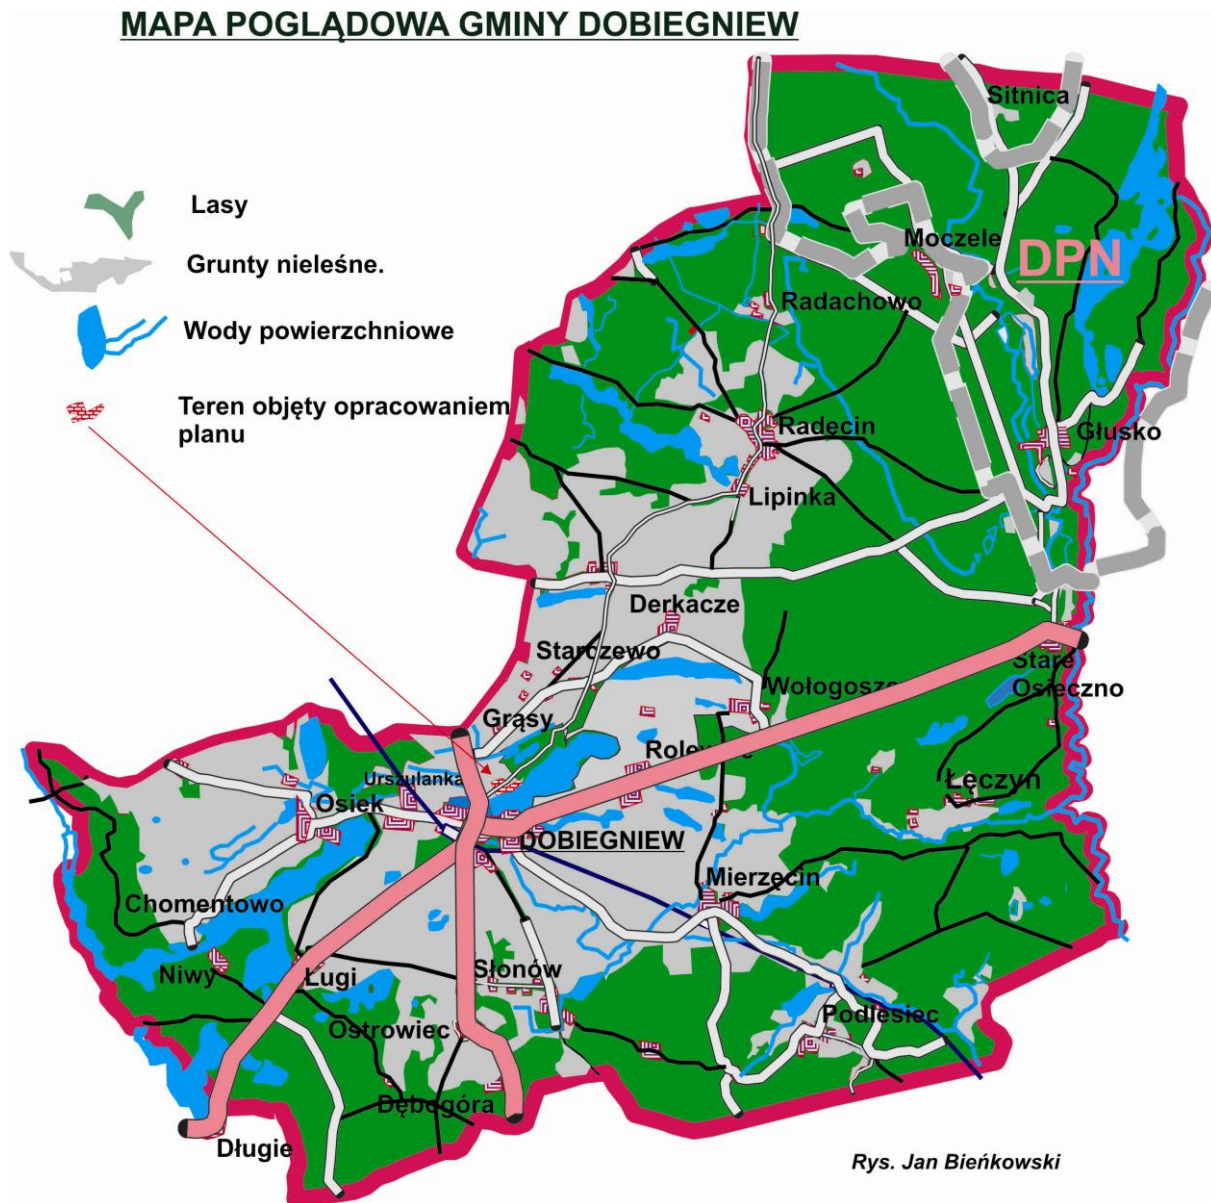 MAPA POGLĄDOWA GMINY DOBIEGNIEW
Sitnica
Lasy
Moczele
DPN
Grunty nieleśne.
Radachowo
Wody powierzchniowe
Teren objęty opracowaniem
planu
Radęcin
Głusko
Lipinka
Derkacze
Starczewo
Stare
Osieczno
Grąsy
Urszulanka
Łęczyn
Osiek
DOBIEGNIEW
Mierzęcin
Chomentowo
Niwy
Ługi
Słonów
Ostrowiec
Podlesiec
Dębogóra
Długie
Rys. Jan Bieńkowski